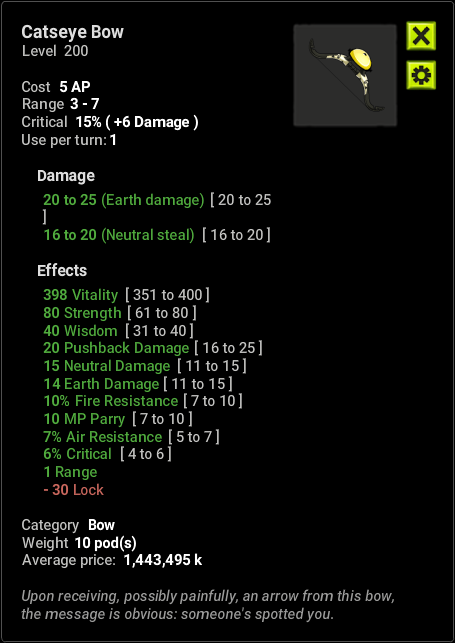 Catseye Bow
Level 200
Cost 5 AP
Range 3 - 7
Critical 15% ( +6 Damage )
Use per turn: 1
Damage
20 to 25 (Earth damage) [ 20 to 25
]
16 to 20 (Neutral steal) [ 16 to 20 ]
Effects
398 Vitality [ 351 to 400 ]
80 Strength [ 61 to 80 ]
40 Wisdom [ 31 to 40 ]
20 Pushback Damage [ 16 to 25 ]
15 Neutral Damage [ 11 to 15 ]
14 Earth Damage [ 11 to 15 ]
10% Fire Resistance [ 7 to 10 ]
10 MP Parry [ 7 to 10 ]
7% Air Resistance [ 5 to 7 ]
6% Critical [ 4 to 6 ]
1 Range
- 30 Lock
Category Bow
Weight 10 pod(s)
Average price: 1,443,495 k
Upon receiving, possibly painfully, an arrow from this bow,
the message is obvious: someone's spotted you.